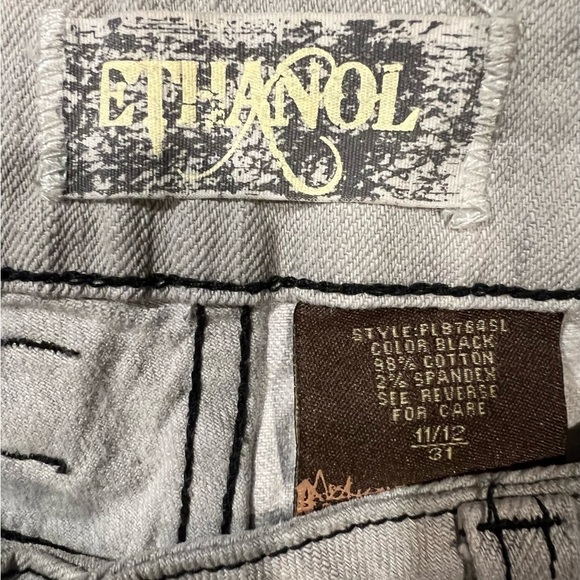 ETHANOL
STYLE:PL8784SL
COLOR BLACK
98% COTTON
2% SPANDEX
SEE REVERSE
FOR CARE
11/12
31